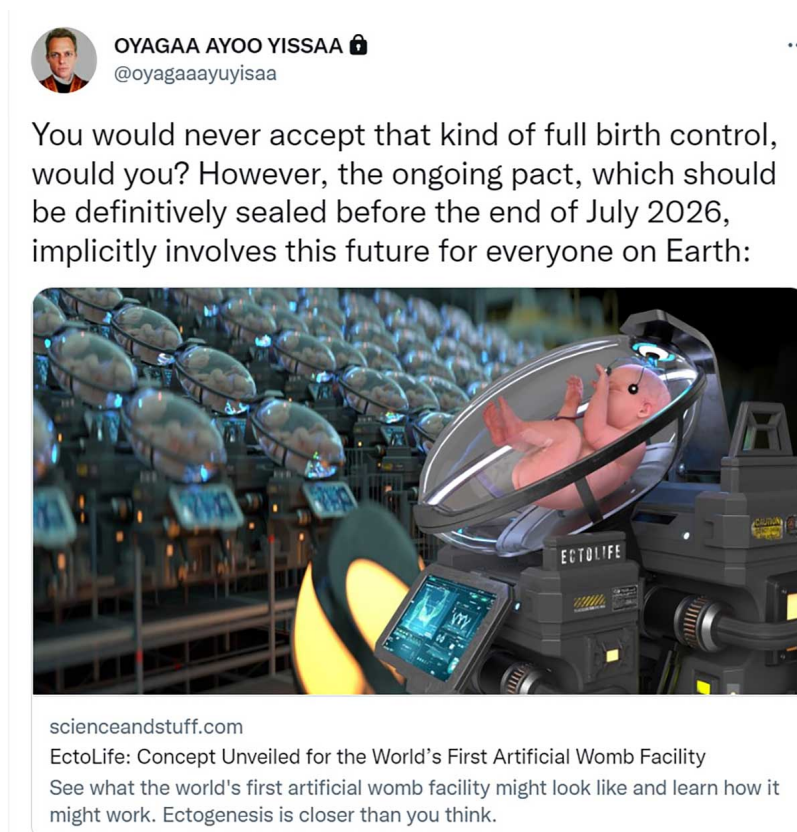 OYAGAA AYOO YISSAA
@oyagaaayuyisaa
You would never accept that kind of full birth control,
would you? However, the ongoing pact, which should
be definitively sealed before the end of July 2026,
implicitly involves this future for everyone on Earth:
ECTOLIFE
CAUTION
scienceandstuff.com
EctoLife: Concept Unveiled for the World’s First Artificial Womb Facility
See what the world's first artificial womb facility might look like and learn how it
might work. Ectogenesis is closer than you think.